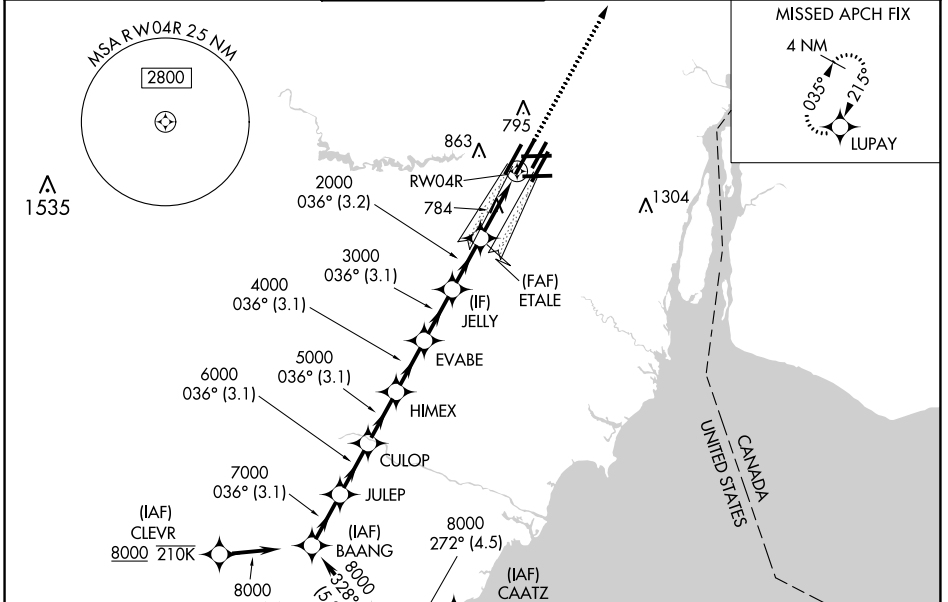 MSA RW04R 25 NM
2800
1535
MISSED APCH FIX
4 NM
035°
215°
LUPAY
795
863
RW04R
784
1304
2000
036° (3.2)
(FAF)
ETALE
3000
036° (3.1)
(IF)
JELLY
4000
036° (3.1)
EVABE
5000
036° (3.1)
HIMEX
6000
036° (3.1)
CULOP
7000
036° (3.1)
JULEP
CANADA
UNITED STATES
(IAF)
CLEVR
8000 210K
8000
(IAF)
BAANG
8000
328°
(5.
8000
272° (4.5)
(IAF)
CAATZ